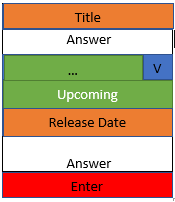 Title
Answer
... V
Upcoming
Release Date
Answer
Enter